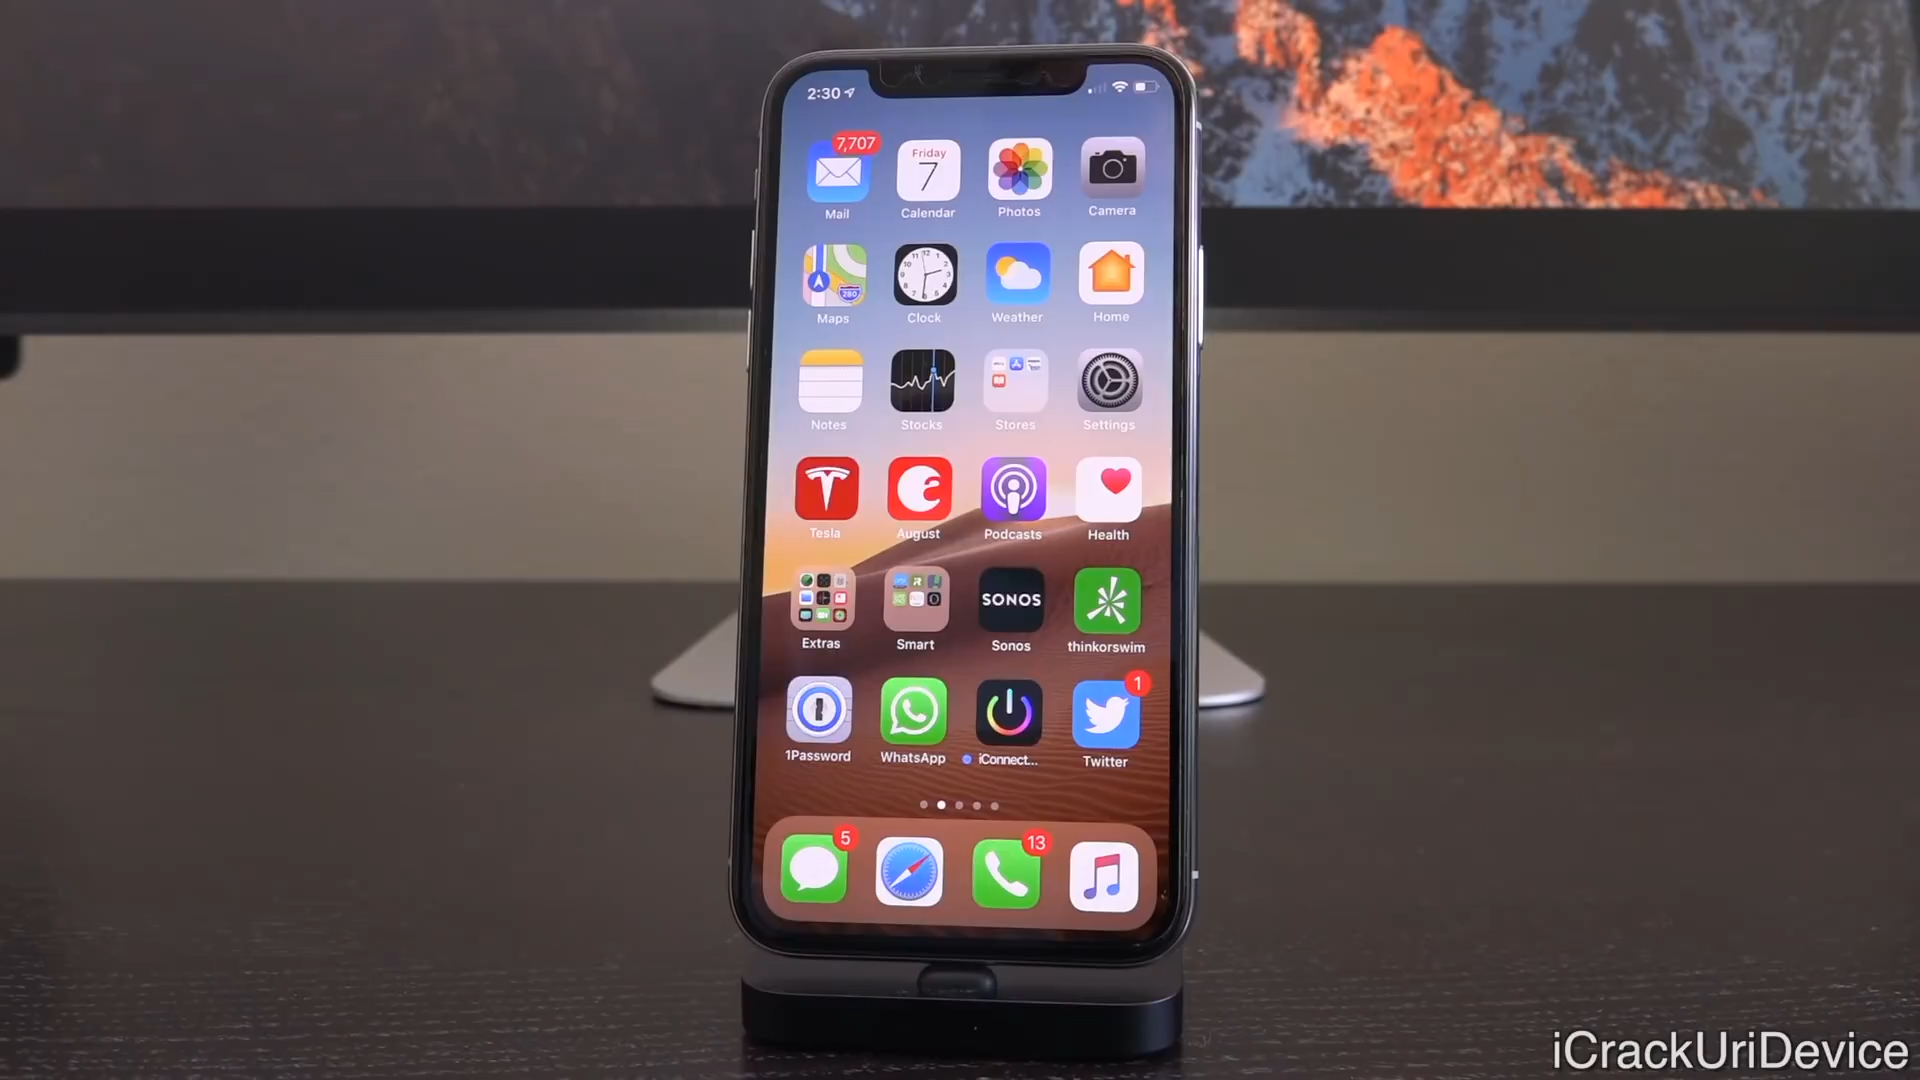 2:30
7,707
Friday
7
Mail
Calendar
Photos
Camera
280
Maps
Clock
Weather
Home
Notes
Stocks
Stores
Settings
Tesla
August
Podcasts
Health
SONOS
Extras
Smart
Sonos
thinkorswim
1
1Password
WhatsApp
iConnect...
Twitter
5
13
iCrackUriDevice